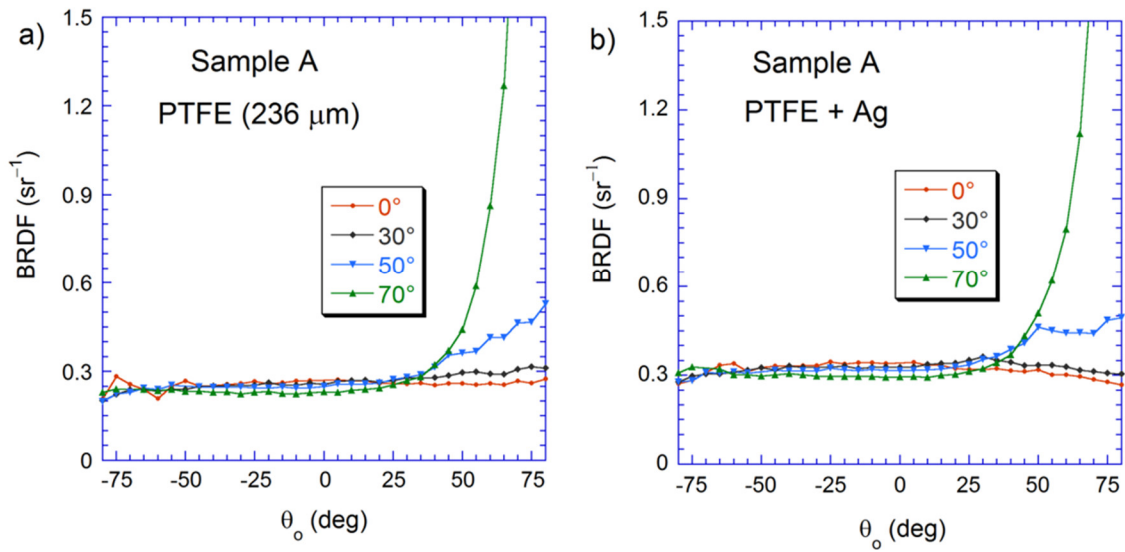 a)
Sample A
PTFE (236 μm)
BRDF (sr⁻¹)
1.5
1.2
0.9
0.6
0.3
0
0°
30°
50°
70°
-75 -50 -25 0 25 50 75
θo (deg)
b)
Sample A
PTFE + Ag
BRDF (sr⁻¹)
1.5
1.2
0.9
0.6
0.3
0
0°
30°
50°
70°
-75 -50 -25 0 25 50 75
θo (deg)